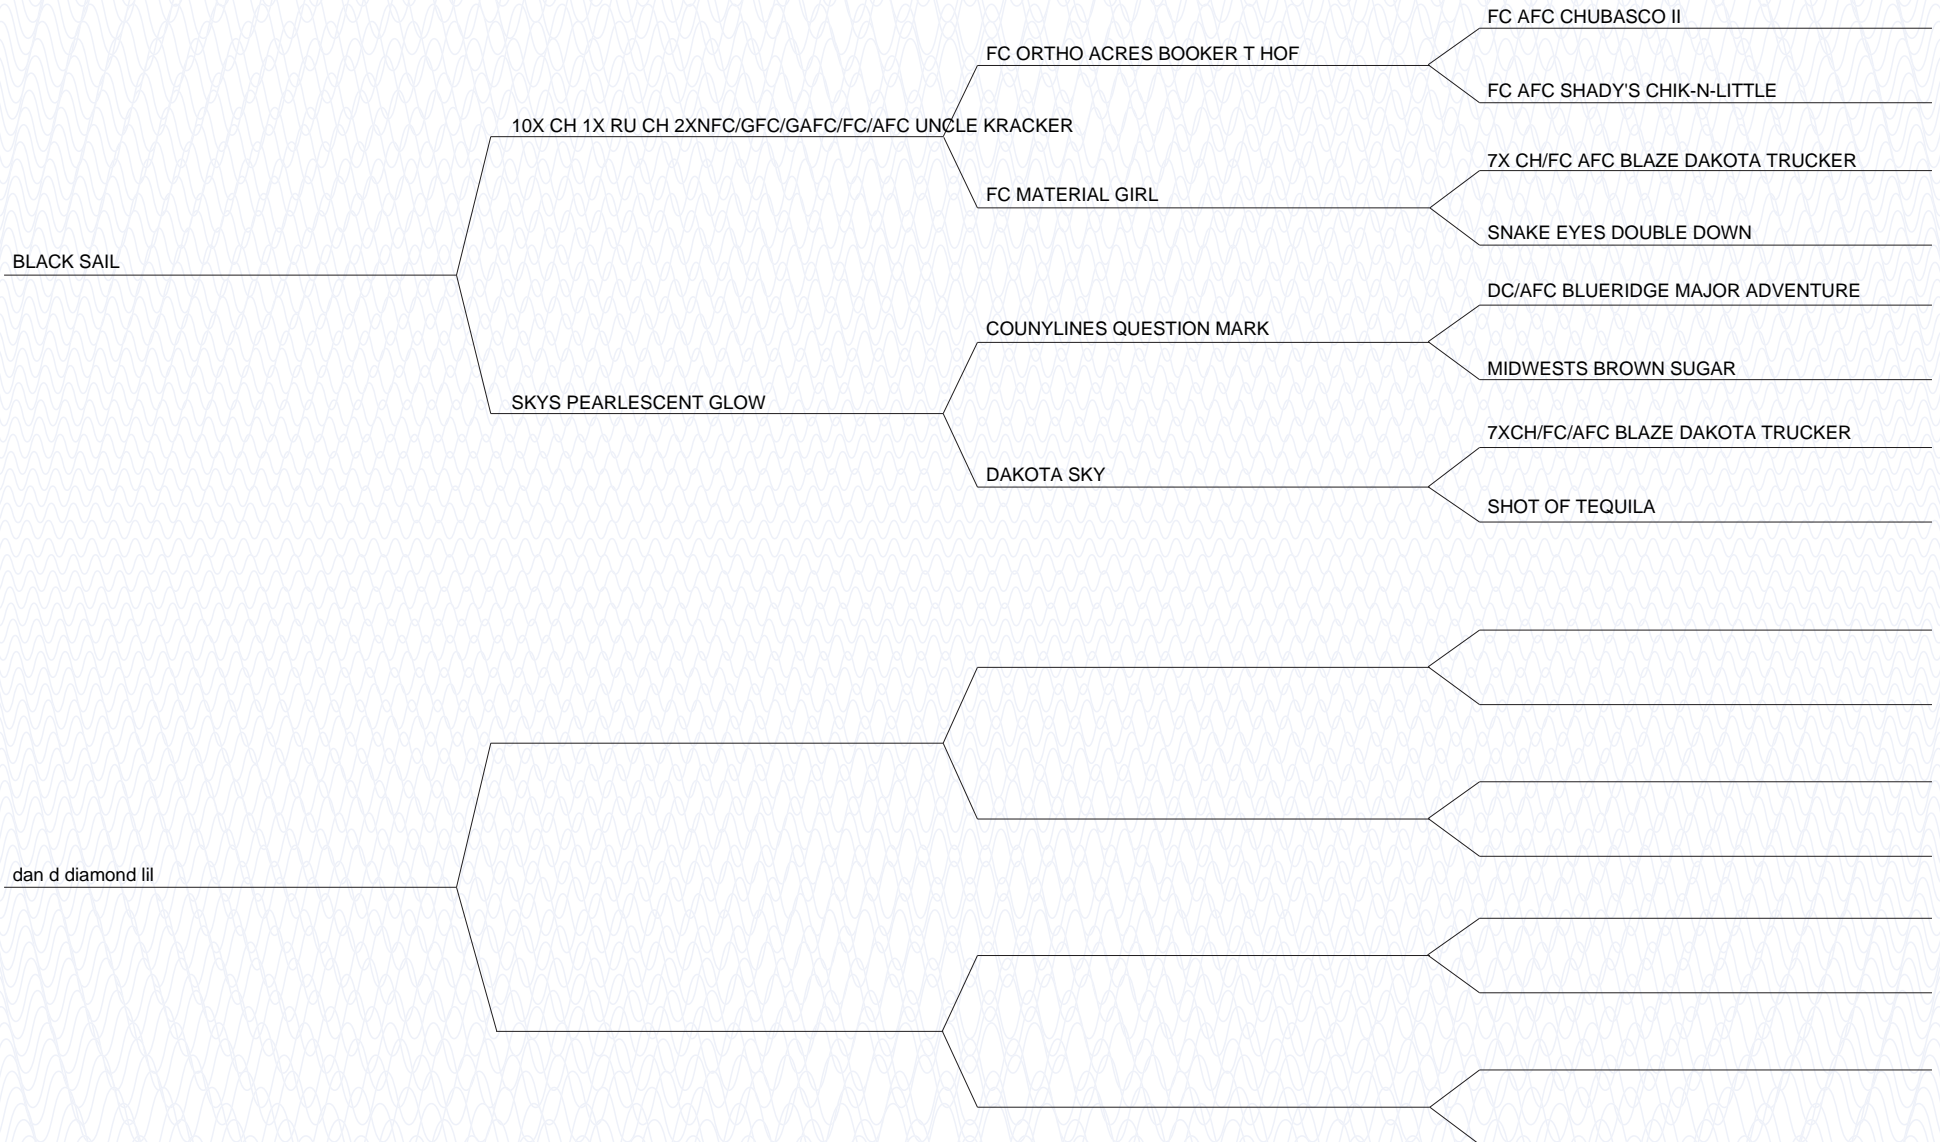 FC AFC CHUBASCO II
FC ORTHO ACRES BOOKER T HOF
FC AFC SHADY'S CHIK-N-LITTLE
10X CH 1X RU CH 2XNFC/GFC/GAFC/FC/AFC UNCLE KRACKER
7X CH/FC AFC BLAZE DAKOTA TRUCKER
FC MATERIAL GIRL
SNAKE EYES DOUBLE DOWN
BLACK SAIL
DC/AFC BLUERIDGE MAJOR ADVENTURE
COUNYLINES QUESTION MARK
MIDWESTS BROWN SUGAR
SKYS PEARLESCENT GLOW
7XCH/FC/AFC BLAZE DAKOTA TRUCKER
DAKOTA SKY
SHOT OF TEQUILA
dan d diamond lil